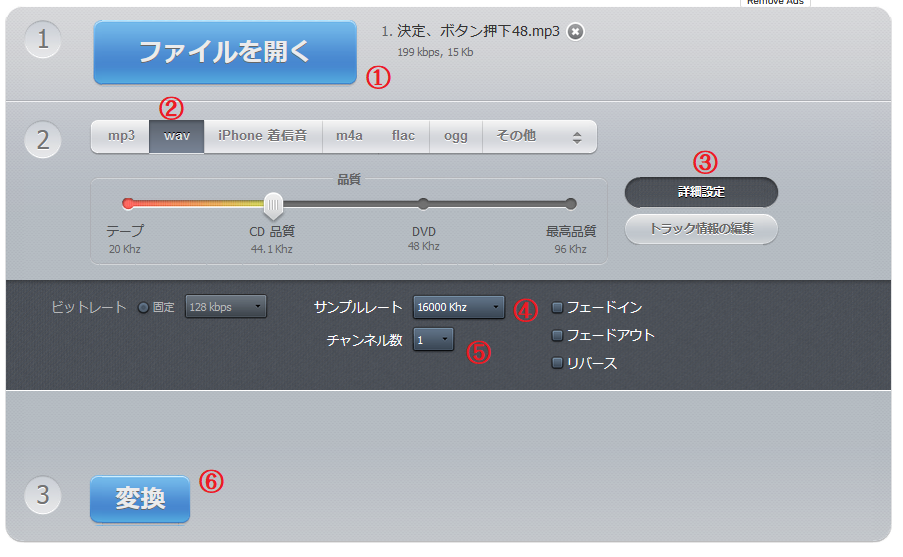 Remove Ads
1
ファイルを開く
1. 決定、ボタン押下48.mp3
199 kbps, 15 Kb
①
②
2
mp3 wav iPhone 着信音 m4a flac ogg その他
③
品質
詳細設定
テープ CD 品質 DVD 最高品質
20 Khz 44.1 Khz 48 Khz 96 Khz
トラック情報の編集
ビットレート 固定 128 kbps サンプルレート 16000 Khz ④ フェードイン
チャンネル数 1 ⑤ フェードアウト
リバース
3
変換
⑥